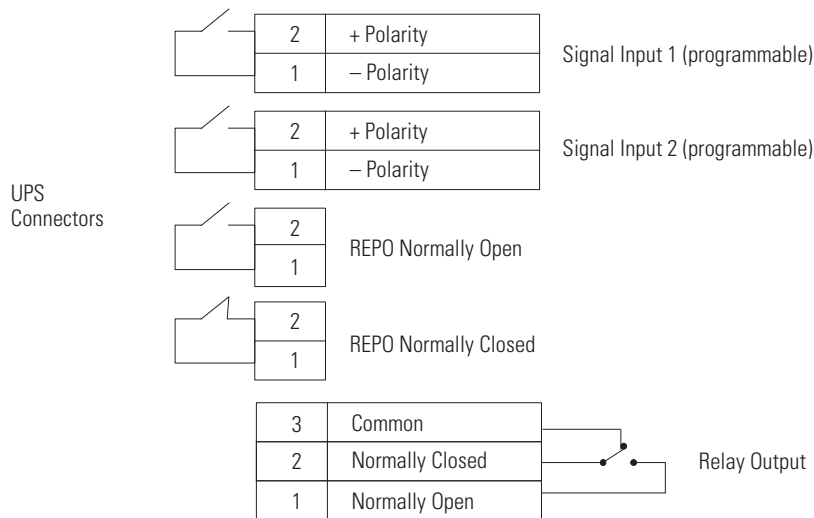 2 + Polarity
1 – Polarity
Signal Input 1 (programmable)
2 + Polarity
1 – Polarity
Signal Input 2 (programmable)
UPS
Connectors
2
1
REPO Normally Open
2
1
REPO Normally Closed
3 Common
2 Normally Closed
1 Normally Open
Relay Output